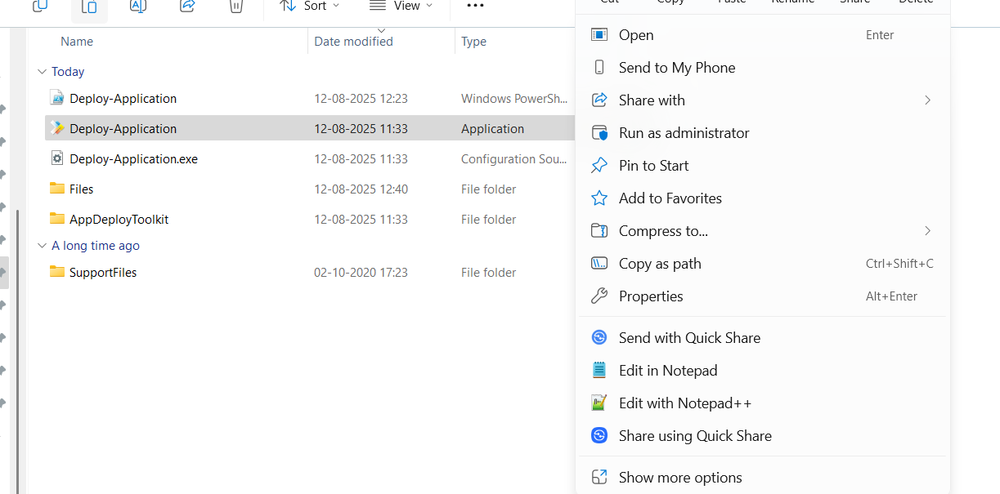 Sort
View
Cut Copy Paste Rename Share Delete
Name Date modified Type
Today
Deploy-Application 12-08-2025 12:23 Windows PowerSh...
Deploy-Application 12-08-2025 11:33 Application
Deploy-Application.exe 12-08-2025 11:33 Configuration Sou...
Files 12-08-2025 12:40 File folder
AppDeployToolkit 12-08-2025 11:33 File folder
A long time ago
SupportFiles 02-10-2020 17:23 File folder
Open Enter
Send to My Phone
Share with
Run as administrator
Pin to Start
Add to Favorites
Compress to...
Copy as path Ctrl+Shift+C
Properties Alt+Enter
Send with Quick Share
Edit in Notepad
Edit with Notepad++
Share using Quick Share
Show more options